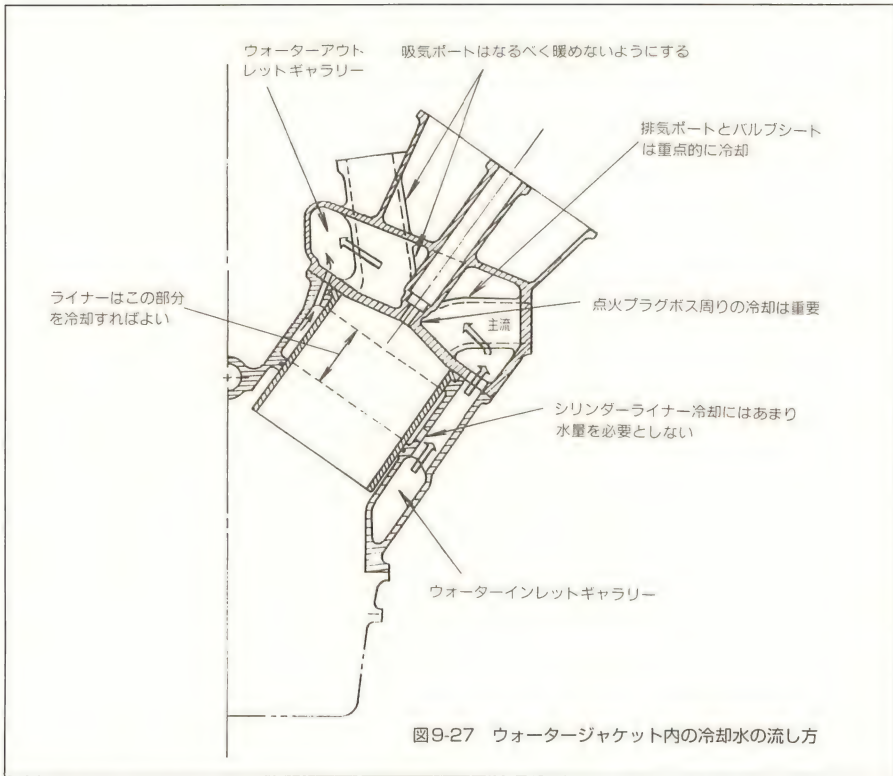 ウォーターアウト
レットギャラリー
吸気ポートはなるべく暖めないようにする
排気ポートとバルブシート
は重点的に冷却
ライナーはこの部分
を冷却すればよい
点火プラグボス周りの冷却は重要
主流
シリンダーライナー冷却にはあまり
水量を必要としない
ウォーターインレットギャラリー
図9-27 ウォータージャケット内の冷却水の流し方